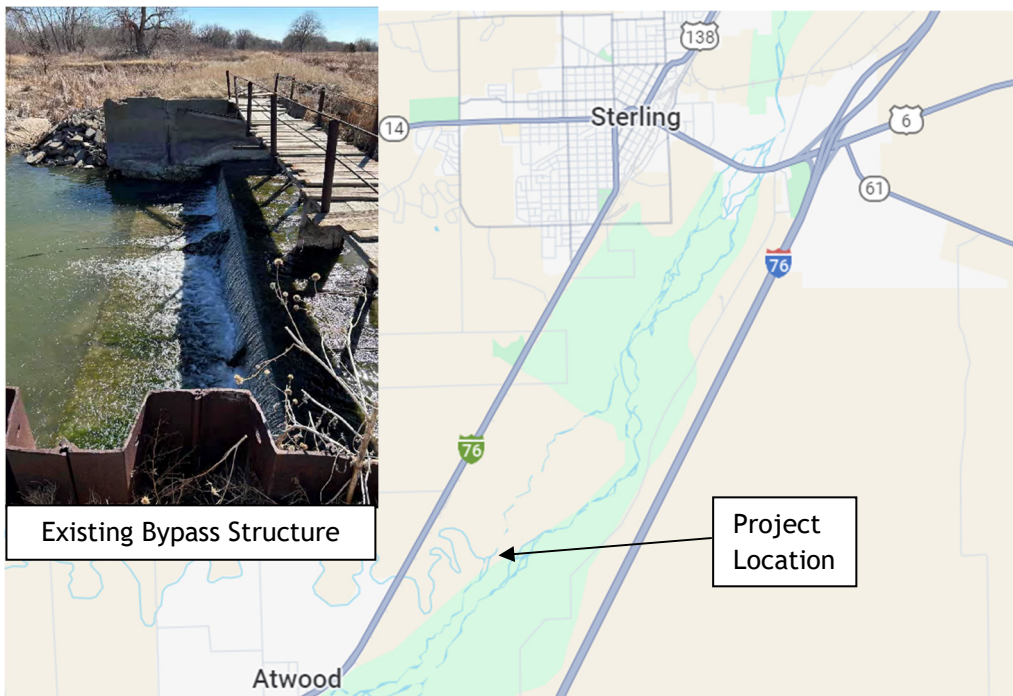 138
14
Sterling
6
61
76
76
Existing Bypass Structure
Project
Location
Atwood